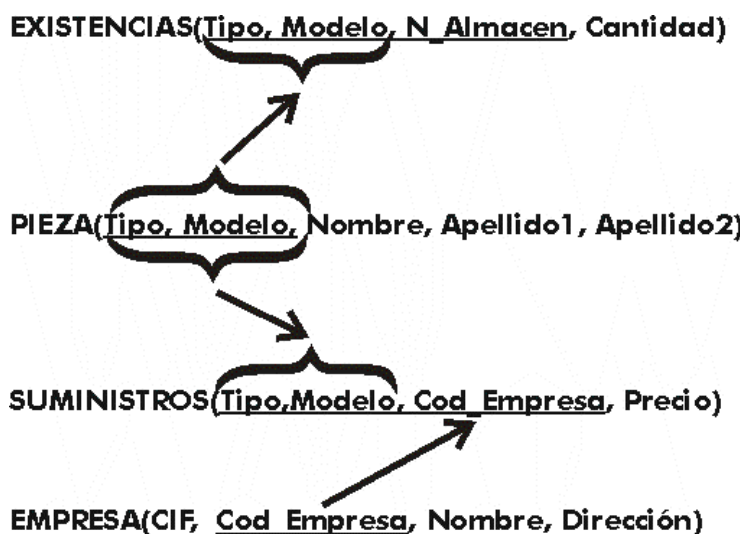 EXISTENCIAS(Tipo, Modelo, N_Almacen, Cantidad)
PIEZA(Tipo, Modelo, Nombre, Apellido1, Apellido2)
SUMINISTROS(Tipo,Modelo, Cod_Empresa, Precio)
EMPRESA(CIF, Cod_Empresa, Nombre, Dirección)